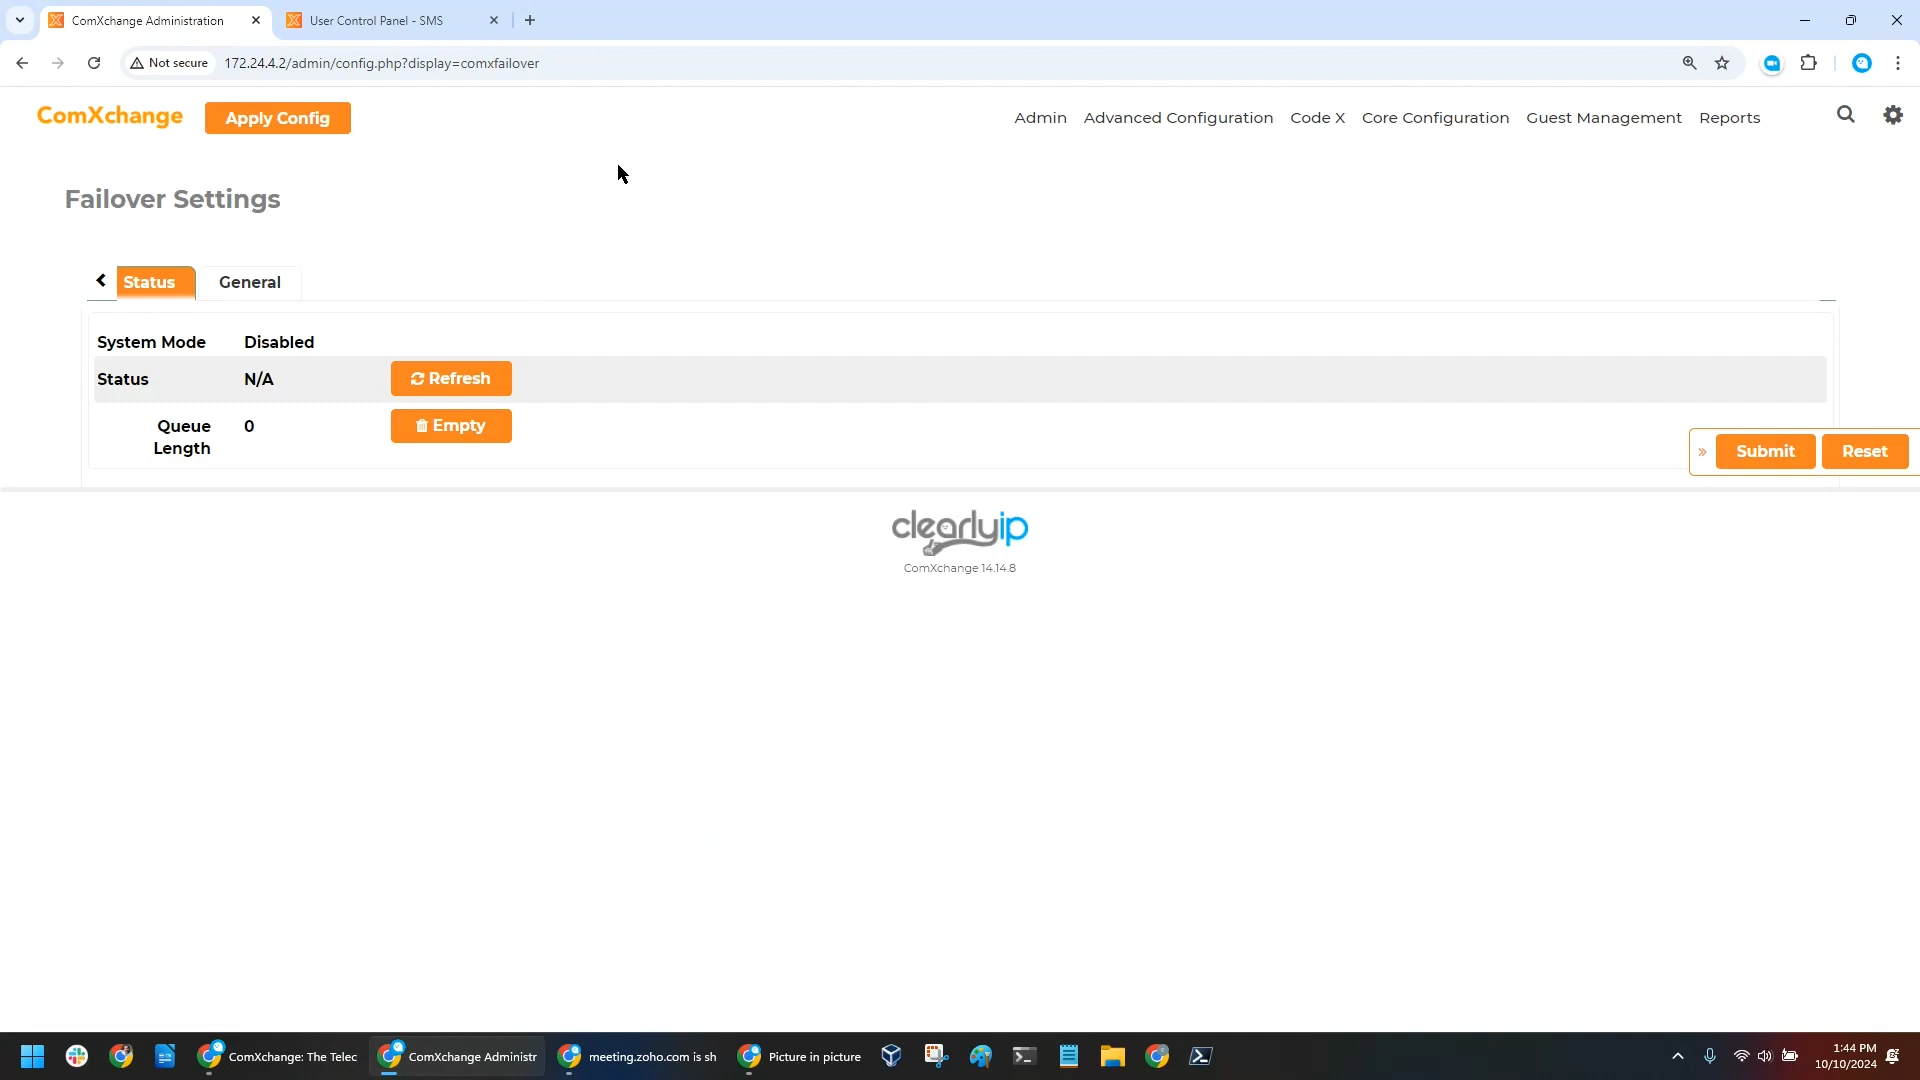 ComXchange Administration
User Control Panel - SMS
Not secure
172.24.4.2/admin/config.php?display=comxfailover
ComXchange
Apply Config
Admin
Advanced Configuration
Code X
Core Configuration
Guest Management
Reports
Failover Settings
Status
General
System Mode
Disabled
Status
N/A
Refresh
Queue
Length
0
Empty
Submit
Reset
clearlyip
ComXchange 14.14.8
ComXchange: The Telec
ComXchange Administr
meeting.zoho.com is sh
Picture in picture
1:44 PM
10/10/2024